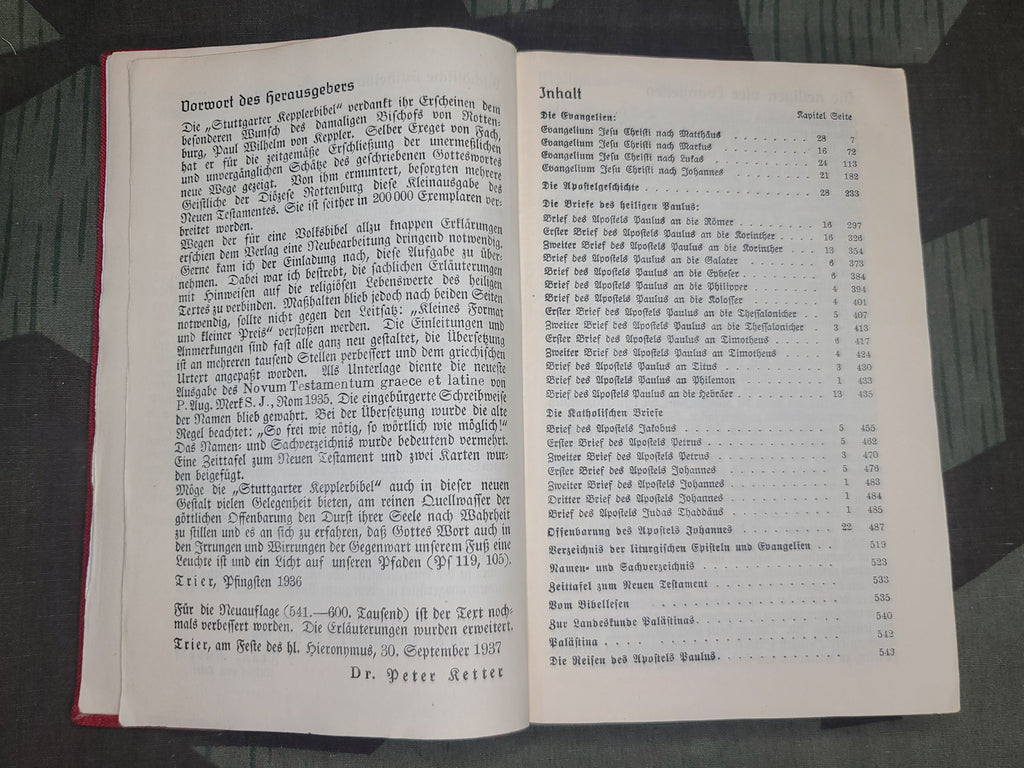 Vorwort des Herausgebers
Die „Stuttgarter Kepplerbibel“ verdankt ihr Erscheinen dem
besonderen Wunsch des damaligen Bischofs von Rotten-
burg, Paul Wilhelm von Keppler. Selber Exeget von Fach,
hat er für die zeitgemäße Erschließung der unermeßlichen
und unvergänglichen Schätze des geschriebenen Gotteswortes
neue Wege gezeigt. Von ihm ermuntert, besorgten mehrere
Geistliche der Diözese Rottenburg diese Kleinausgabe des
Neuen Testamentes. Sie ist seither in 200000 Exemplaren ver-
breitet worden.
Wegen der für eine Volksbibel allzu knappen Erklärungen
erschien dem Verlag eine Neubearbeitung dringend notwendig.
Gerne kam ich der Einladung nach, diese Aufgabe zu über-
nehmen. Dabei war ich bestrebt, die sachlichen Erläuterungen
mit Hinweisen auf die religiösen Lebenswerte des heiligen
Textes zu verbinden. Maßhalten blieb jedoch nach beiden Seiten
notwendig, sollte nicht gegen den Leitsatz: „Kleines Format
und kleiner Preis“ verstoßen werden. Die Einleitungen und
Anmerkungen sind fast alle ganz neu gestaltet, die Übersetzung
ist an mehreren tausend Stellen verbessert und dem griechischen
Urtext angepaßt worden. Als Unterlage diente die neueste
Ausgabe des Novum Testamentum graece et latine von
P. Aug. Merk S. J., Rom 1935. Die eingebürgerte Schreibweise
der Namen blieb gewahrt. Bei der Übersetzung wurde die alte
Regel beachtet: „So frei wie nötig, so wörtlich wie möglich!“
Das Namen- und Sachverzeichnis wurde bedeutend vermehrt.
Eine Zeittafel zum Neuen Testament und zwei Karten wur-
den beigefügt.
Möge die „Stuttgarter Kepplerbibel“ auch in dieser neuen
Gestalt vielen Gelegenheit bieten, am reinen Quellwasser der
göttlichen Offenbarung den Durst ihrer Seele nach Wahrheit
zu stillen und es an sich zu erfahren, daß Gottes Wort auch in
den Irrungen und Wirrungen der Gegenwart unserem Fuß eine
Leuchte ist und ein Licht auf unseren Pfaden (Ps 119, 105).
Trier, Pfingsten 1936
Für die Neuauflage (541.—600. Tausend) ist der Text noch-
mals verbessert worden. Die Erläuterungen wurden erweitert.
Trier, am Feste des hl. Hieronymus, 30. September 1937
Dr. Peter Ketter
Inhalt
Die Evangelien: Kapitel Seite
Evangelium Jesu Christi nach Matthäus . . . . . . . 28 7
Evangelium Jesu Christi nach Markus . . . . . . . 16 72
Evangelium Jesu Christi nach Lukas . . . . . . . 24 113
Evangelium Jesu Christi nach Johannes . . . . . . . 21 182
Die Apostelgeschichte . . . . . . . . . . . . . . 28 233
Die Briefe des heiligen Paulus:
Brief des Apostels Paulus an die Römer . . . . . . . 16 297
Erster Brief des Apostels Paulus an die Korinther . . . 16 326
Zweiter Brief des Apostels Paulus an die Korinther . . . 13 354
Brief des Apostels Paulus an die Galater . . . . . . . 6 373
Brief des Apostels Paulus an die Epheser . . . . . . . 6 384
Brief des Apostels Paulus an die Philipper . . . . . . 4 394
Brief des Apostels Paulus an die Kolosser . . . . . . 4 401
Erster Brief des Apostels Paulus an die Thessalonicher . . 5 407
Zweiter Brief des Apostels Paulus an die Thessalonicher . 3 413
Erster Brief des Apostels Paulus an Timotheus . . . . 6 417
Zweiter Brief des Apostels Paulus an Timotheus . . . . 4 424
Brief des Apostels Paulus an Titus . . . . . . . . . 3 430
Brief des Apostels Paulus an Philemon . . . . . . . 1 433
Brief des Apostels Paulus an die Hebräer . . . . . . 13 435
Die Katholischen Briefe
Brief des Apostels Jakobus . . . . . . . . . . . . 5 455
Erster Brief des Apostels Petrus . . . . . . . . . . 5 462
Zweiter Brief des Apostels Petrus . . . . . . . . . 3 470
Erster Brief des Apostels Johannes . . . . . . . . . 5 476
Zweiter Brief des Apostels Johannes . . . . . . . . 1 483
Dritter Brief des Apostels Johannes . . . . . . . . 1 484
Brief des Apostels Judas Thaddäus . . . . . . . . . 1 485
Offenbarung des Apostels Johannes . . . . . . . . 22 487
Verzeichnis der liturgischen Episteln und Evangelien . . 519
Namen- und Sachverzeichnis . . . . . . . . . . . 523
Zeittafel zum Neuen Testament . . . . . . . . . . 533
Vom Bibellesen . . . . . . . . . . . . . . . . 535
Zur Landeskunde Palästinas . . . . . . . . . . . 540
Palästina . . . . . . . . . . . . . . . . . . 542
Die Reisen des Apostels Paulus . . . . . . . . . . 543